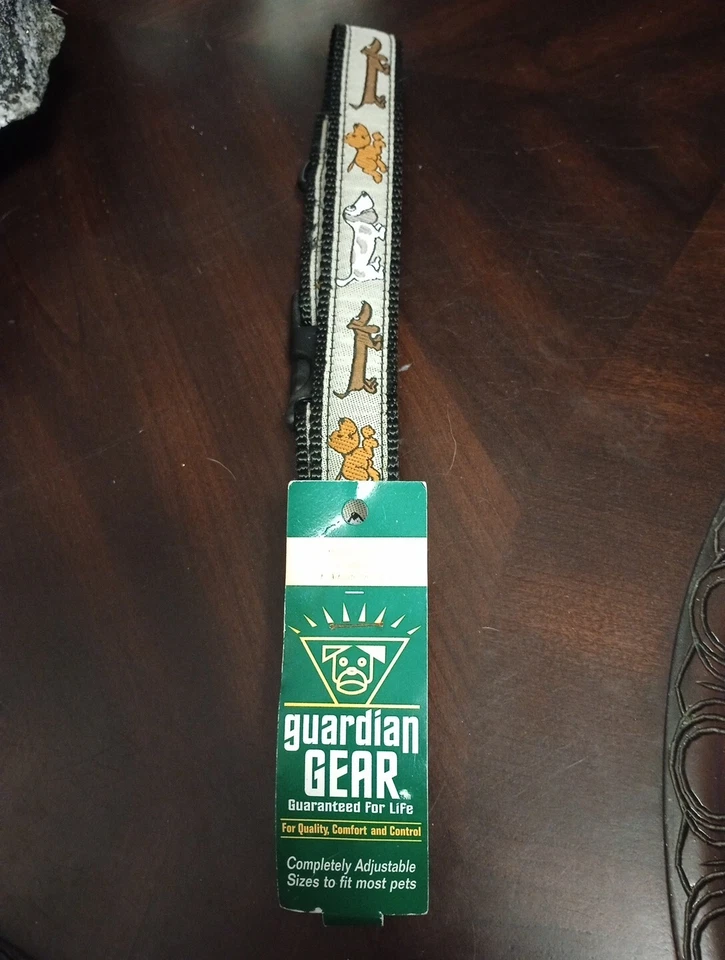 guardian
GEAR
Guaranteed For Life
For Quality, Comfort and Control
Completely Adjustable
Sizes to fit most pets